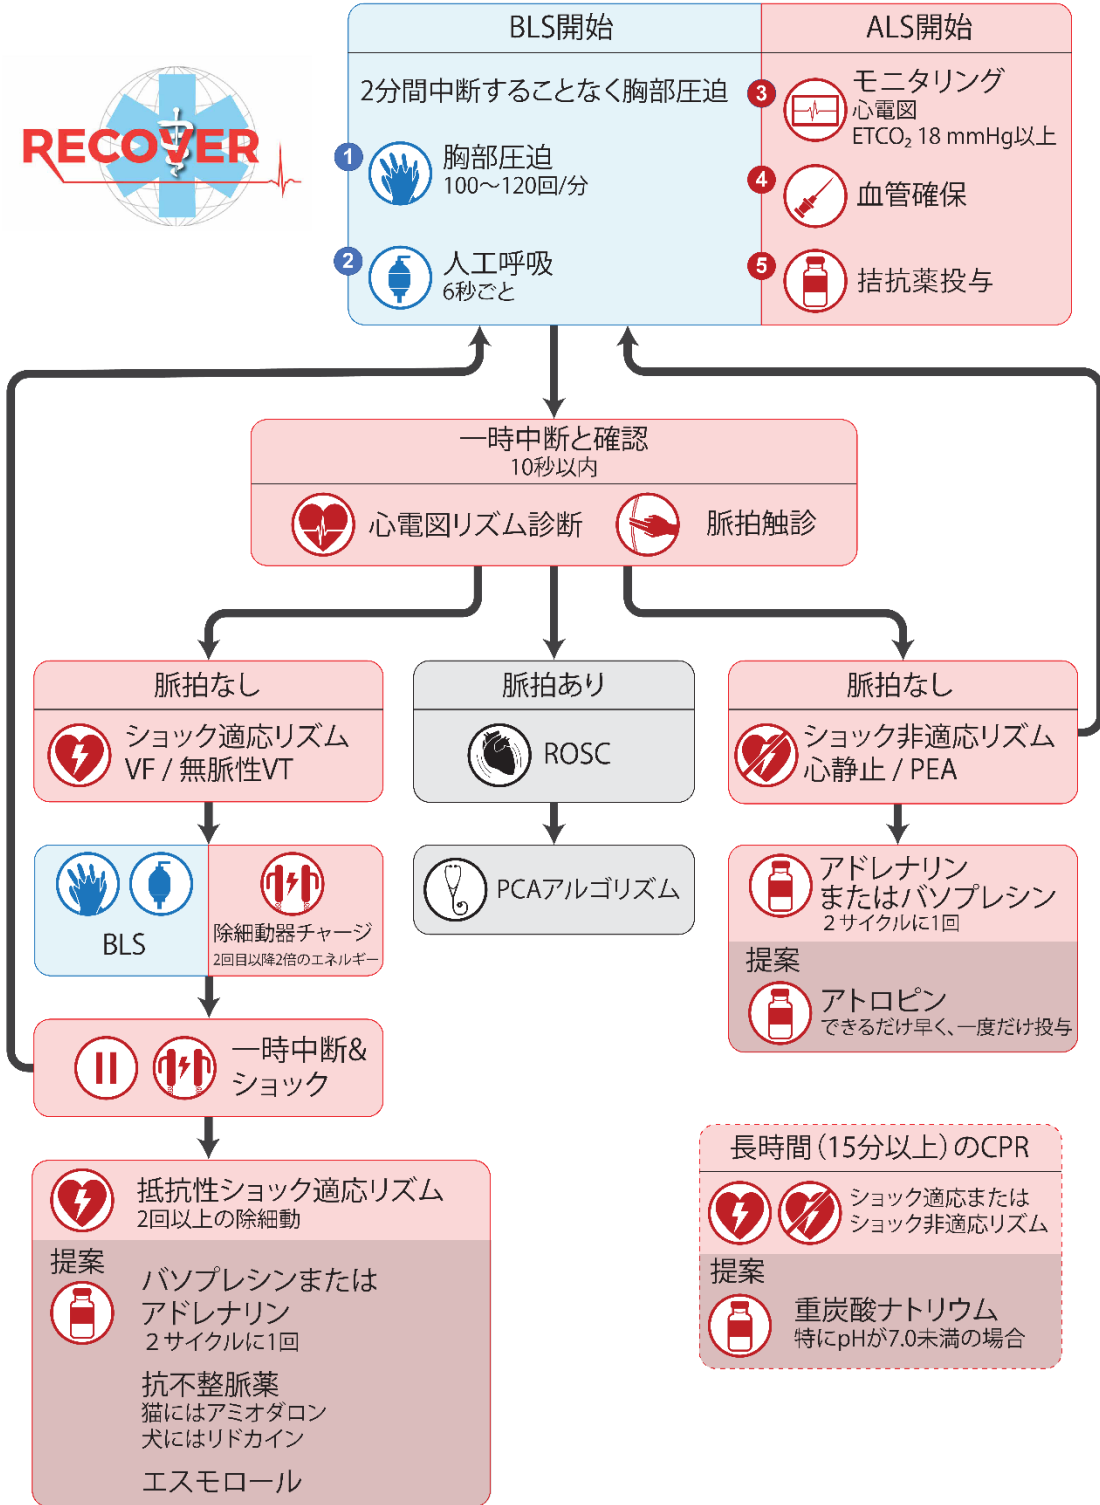 RECOVER
BLS開始
2分間中断することなく胸部圧迫
1
胸部圧迫
100～120回/分
2
人工呼吸
6秒ごと
ALS開始
3
モニタリング
心電図
ETCO₂ 18 mmHg以上
4
血管確保
5
拮抗薬投与
一時中断と確認
10秒以内
心電図リズム診断
脈拍触診
脈拍なし
ショック適応リズム
VF / 無脈性VT
脈拍あり
ROSC
脈拍なし
ショック非適応リズム
心静止 / PEA
BLS
除細動器チャージ
2回目以降2倍のエネルギー
PCAアルゴリズム
アドレナリン
またはバソプレシン
2サイクルに1回
提案
アトロピン
できるだけ早く、一度だけ投与
一時中断&
ショック
抵抗性ショック適応リズム
2回以上の除細動
提案
バソプレシンまたは
アドレナリン
2サイクルに1回
抗不整脈薬
猫にはアミオダロン
犬にはリドカイン
エスモロール
長時間（15分以上）のCPR
ショック適応または
ショック非適応リズム
提案
重炭酸ナトリウム
特にpHが7.0未満の場合